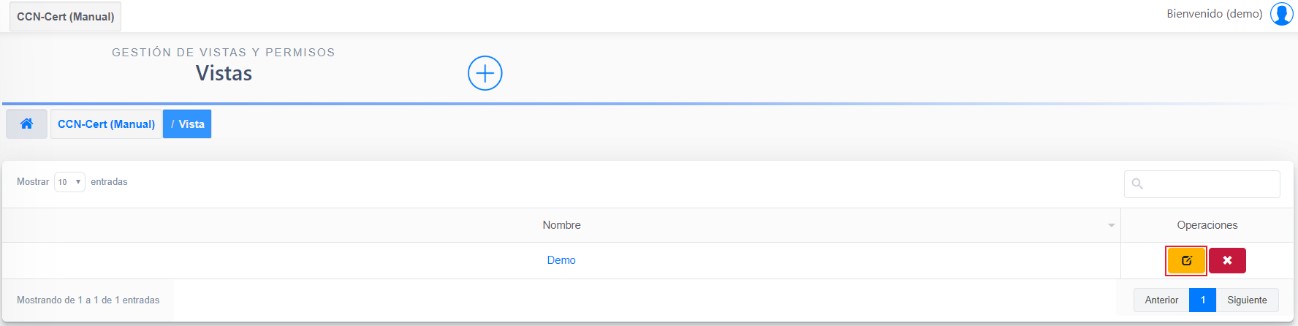 CCN-Cert (Manual)
Bienvenido (demo)
GESTIÓN DE VISTAS Y PERMISOS
Vistas
CCN-Cert (Manual) / Vista
Mostrar 10 entradas
Nombre Operaciones
Demo
Mostrando de 1 a 1 de 1 entradas
Anterior 1 Siguiente